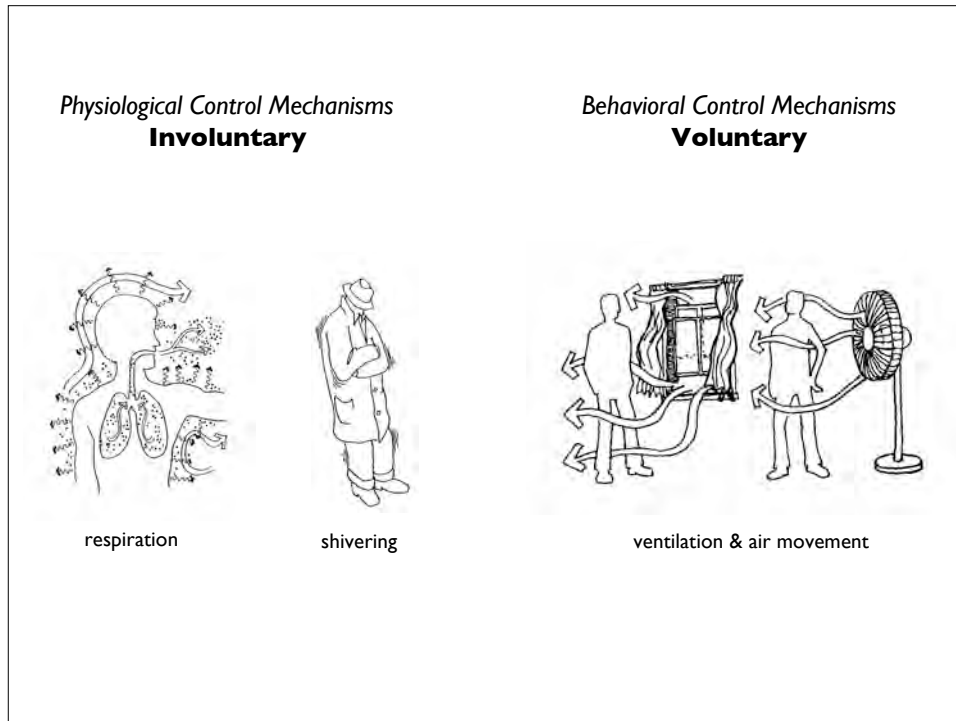 Physiological Control Mechanisms
Involuntary
Behavioral Control Mechanisms
Voluntary
respiration
shivering
ventilation & air movement